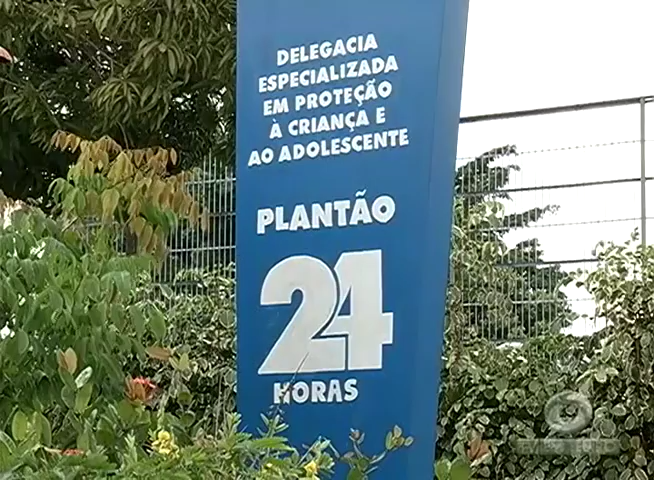 DELEGACIA
ESPECIALIZADA
EM PROTEÇÃO
À CRIANÇA E
AO ADOLESCENTE
PLANTÃO
24
HORAS